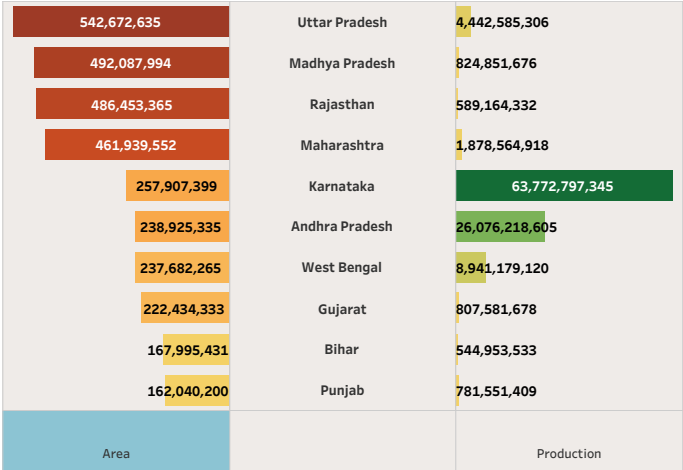 542,672,635 Uttar Pradesh 4,442,585,306
492,087,994 Madhya Pradesh 824,851,676
486,453,365 Rajasthan 589,164,332
461,939,552 Maharashtra 1,878,564,918
257,907,399 Karnataka 63,772,797,345
238,925,335 Andhra Pradesh 26,076,218,605
237,682,265 West Bengal 8,941,179,120
222,434,333 Gujarat 807,581,678
167,995,431 Bihar 544,953,533
162,040,200 Punjab 781,551,409
Area Production